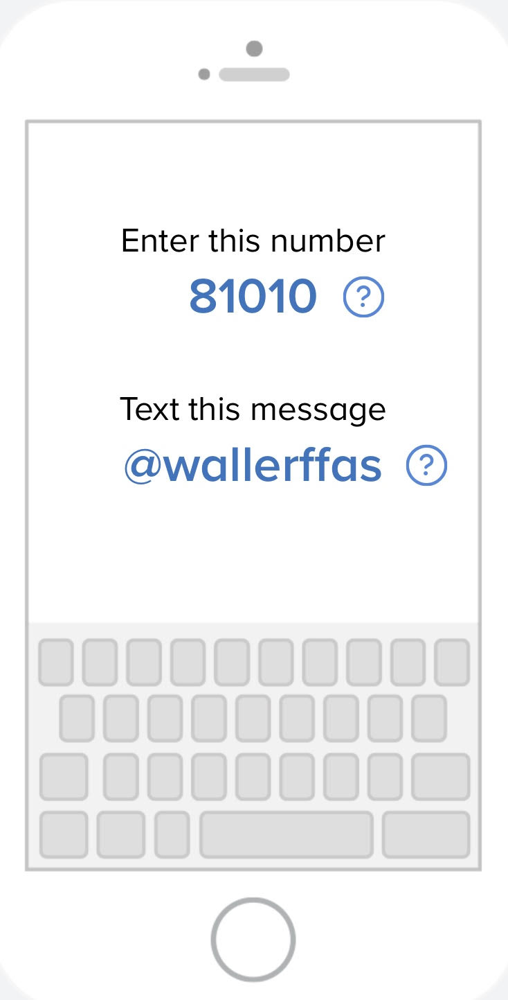 Enter this number
81010 ?
Text this message
@wallerffas ?